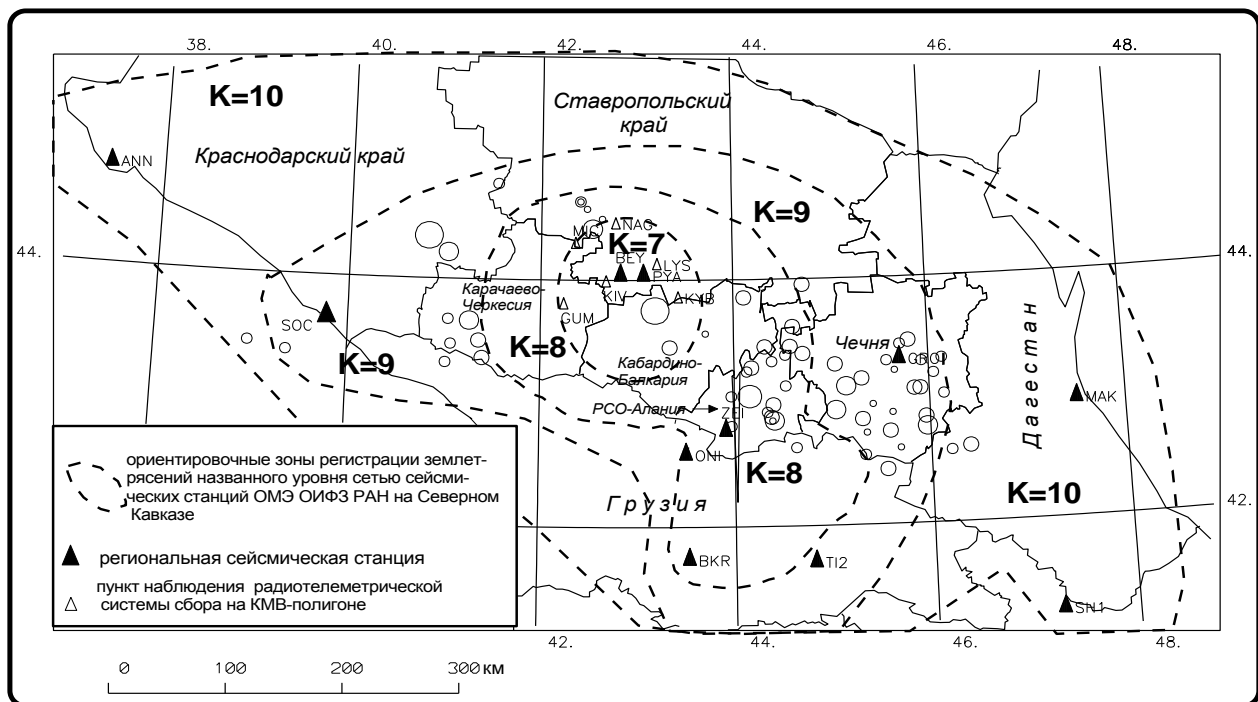 38.
40.
42.
44.
46.
48.
K=10
Ставропольский
край
ANN
Краснодарский край
K=9
NAG
K=7
44.
44.
BEY
LYS
PYA
Карачаево-
Черкесия
KIV
KYB
GUM
SOC
K=8
Чечня
GRO
K=9
Кабардино-
Балкария
Дагестан
MAK
РСО-Алания
ZEI
ONI
K=8
K=10
Грузия
42.
BKR
TI2
SN1
ориентировочные зоны регистрации землет-
рясений названного уровня сетью сейсми-
ческих станций ОМЭ ОИФЗ РАН на Северном
Кавказе
региональная сейсмическая станция
пункт наблюдения радиотелеметрической
системы сбора на КМВ-полигоне
42.
44.
46.
48.
0 100 200 300 км